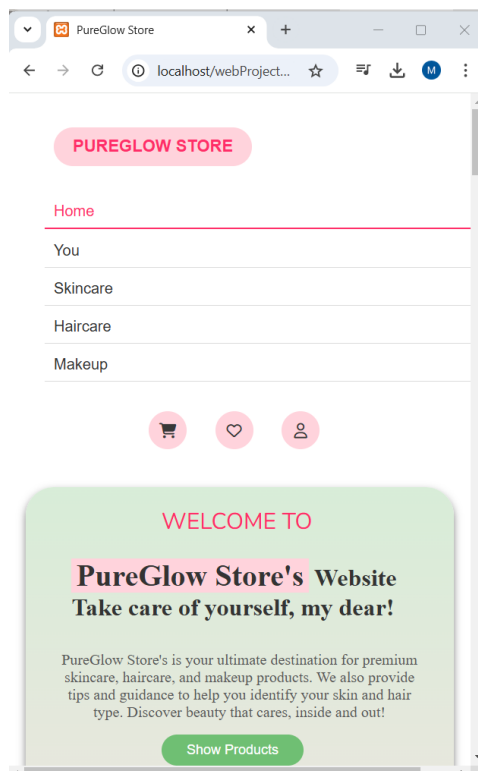 PureGlow Store
localhost/webProject...
M
PUREGLOW STORE
Home
You
Skincare
Haircare
Makeup
WELCOME TO
PureGlow Store's Website
Take care of yourself, my dear!
PureGlow Store's is your ultimate destination for premium
skincare, haircare, and makeup products. We also provide
tips and guidance to help you identify your skin and hair
type. Discover beauty that cares, inside and out!
Show Products